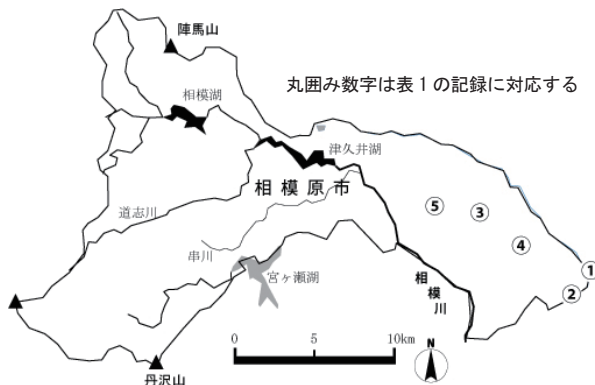 陣馬山
丸囲み数字は表1の記録に対応する
相模湖
津久井湖
相模原市
道志川
⑤
③
④
串川
①
宮ヶ瀬湖
②
相模川
0 5 10km
N
丹沢山